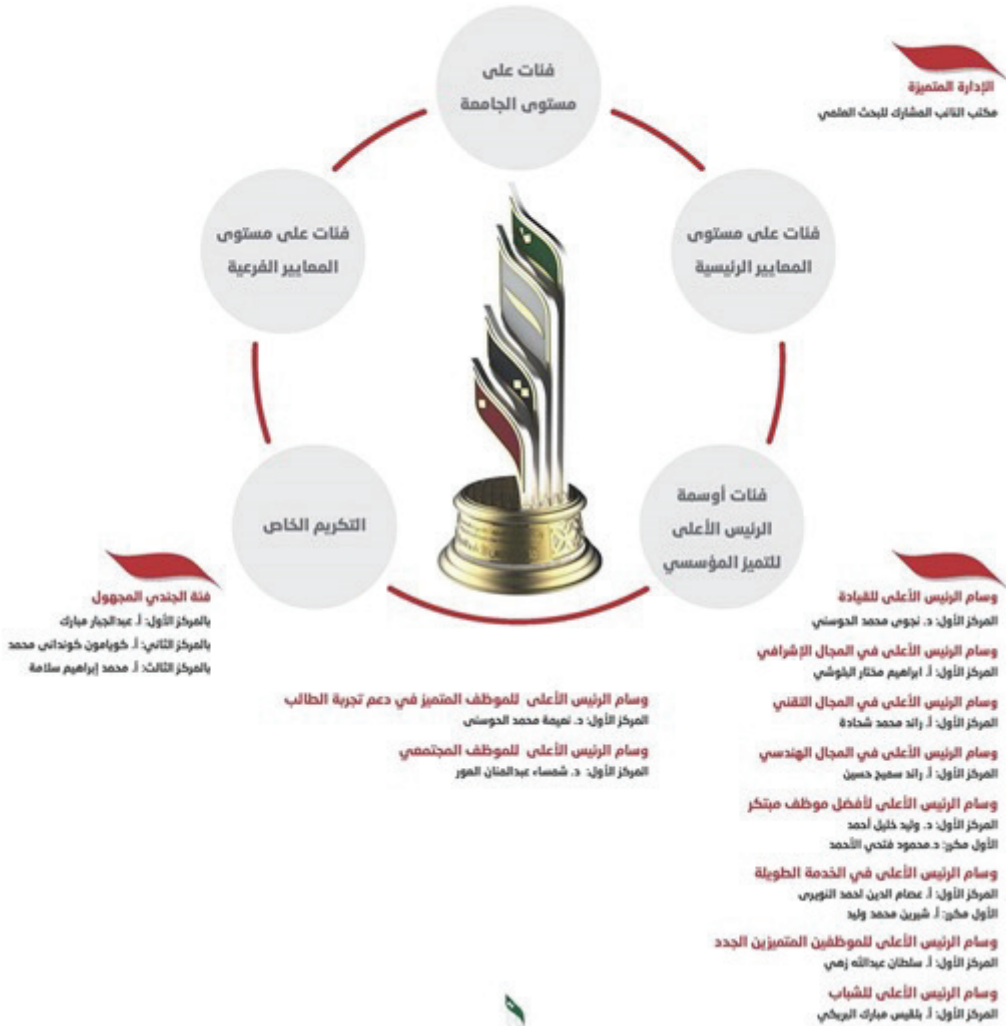 فئات على
مستوى الجامعة
الإدارة المتميزة
مكتب النائب المشارك للبحث العلمي
فئات على مستوى
المعايير الرئيسية
فئات على مستوى
المعايير الفرعية
فئات أوسمة
الرئيس الأعلى
للتميز المؤسسي
التكريم الخاص
وسام الرئيس الأعلى للقيادة
المركز الأول: د. نجوى محمد الحوسني
وسام الرئيس الأعلى في المجال الإشرافي
المركز الأول: أ. ابراهيم مختار البلوشي
وسام الرئيس الأعلى في المجال التقني
المركز الأول: أ. رائد محمد شحادة
وسام الرئيس الأعلى في المجال الهندسي
المركز الأول: أ. رائد سميح حسين
وسام الرئيس الأعلى لأفضل موظف مبتكر
المركز الأول: د. وليد خليل أحمد
الأول مكرر: د.محمود فتحي الأحمد
وسام الرئيس الأعلى في الخدمة الطويلة
المركز الأول: أ. عصام الدين احمد النويرى
الأول مكرر: أ. شيرين محمد وليد
وسام الرئيس الأعلى للموظفين المتميزين الجدد
المركز الأول: أ. سلطان عبدالله زهي
وسام الرئيس الأعلى للشباب
المركز الأول: أ. بلقيس مبارك البريكي
وسام الرئيس الأعلى للموظف المتميز في دعم تجربة الطالب
المركز الأول: د. نعيمة محمد الحوسنى
وسام الرئيس الأعلى للموظف المجتمعي
المركز الأول: د. شمساء عبدالمنان الهور
فئة الجندي المجهول
بالمركز الأول: أ. عبدالجبار مبارك
بالمركز الثاني: أ. كويامون كوندانى محمد
بالمركز الثالث: أ. محمد إبراهيم سلامة